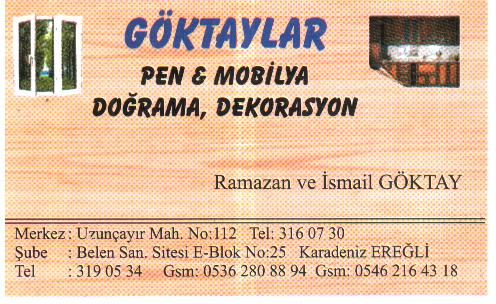 GÖKTAYLAR
PEN & MOBİLYA
DOĞRAMA, DEKORASYON
Ramazan ve İsmail GÖKTAY
Merkez : Uzunçayır Mah. No:112 Tel: 316 07 30
Şube : Belen San. Sitesi E-Blok No:25 Karadeniz EREĞLİ
Tel : 319 05 34 Gsm: 0536 280 88 94 Gsm: 0546 216 43 18